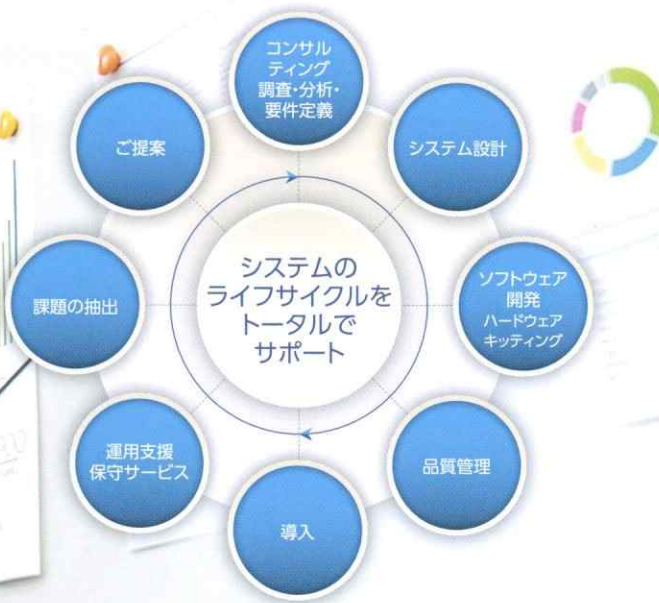 コンサル
ティング
調査・分析・
要件定義
システム設計
ソフトウェア
開発
ハードウェア
キッティング
品質管理
導入
運用支援
保守サービス
課題の抽出
ご提案
システムの
ライフサイクルを
トータルで
サポート